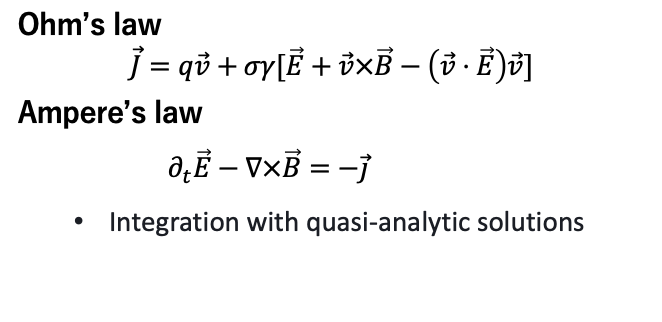 Ohm's law
J⃗ = qv⃗ + σγ[E⃗ + v⃗×B⃗ − (v⃗ · E⃗)v⃗]
Ampere's law
∂ₜE⃗ − ∇×B⃗ = −j⃗
• Integration with quasi-analytic solutions